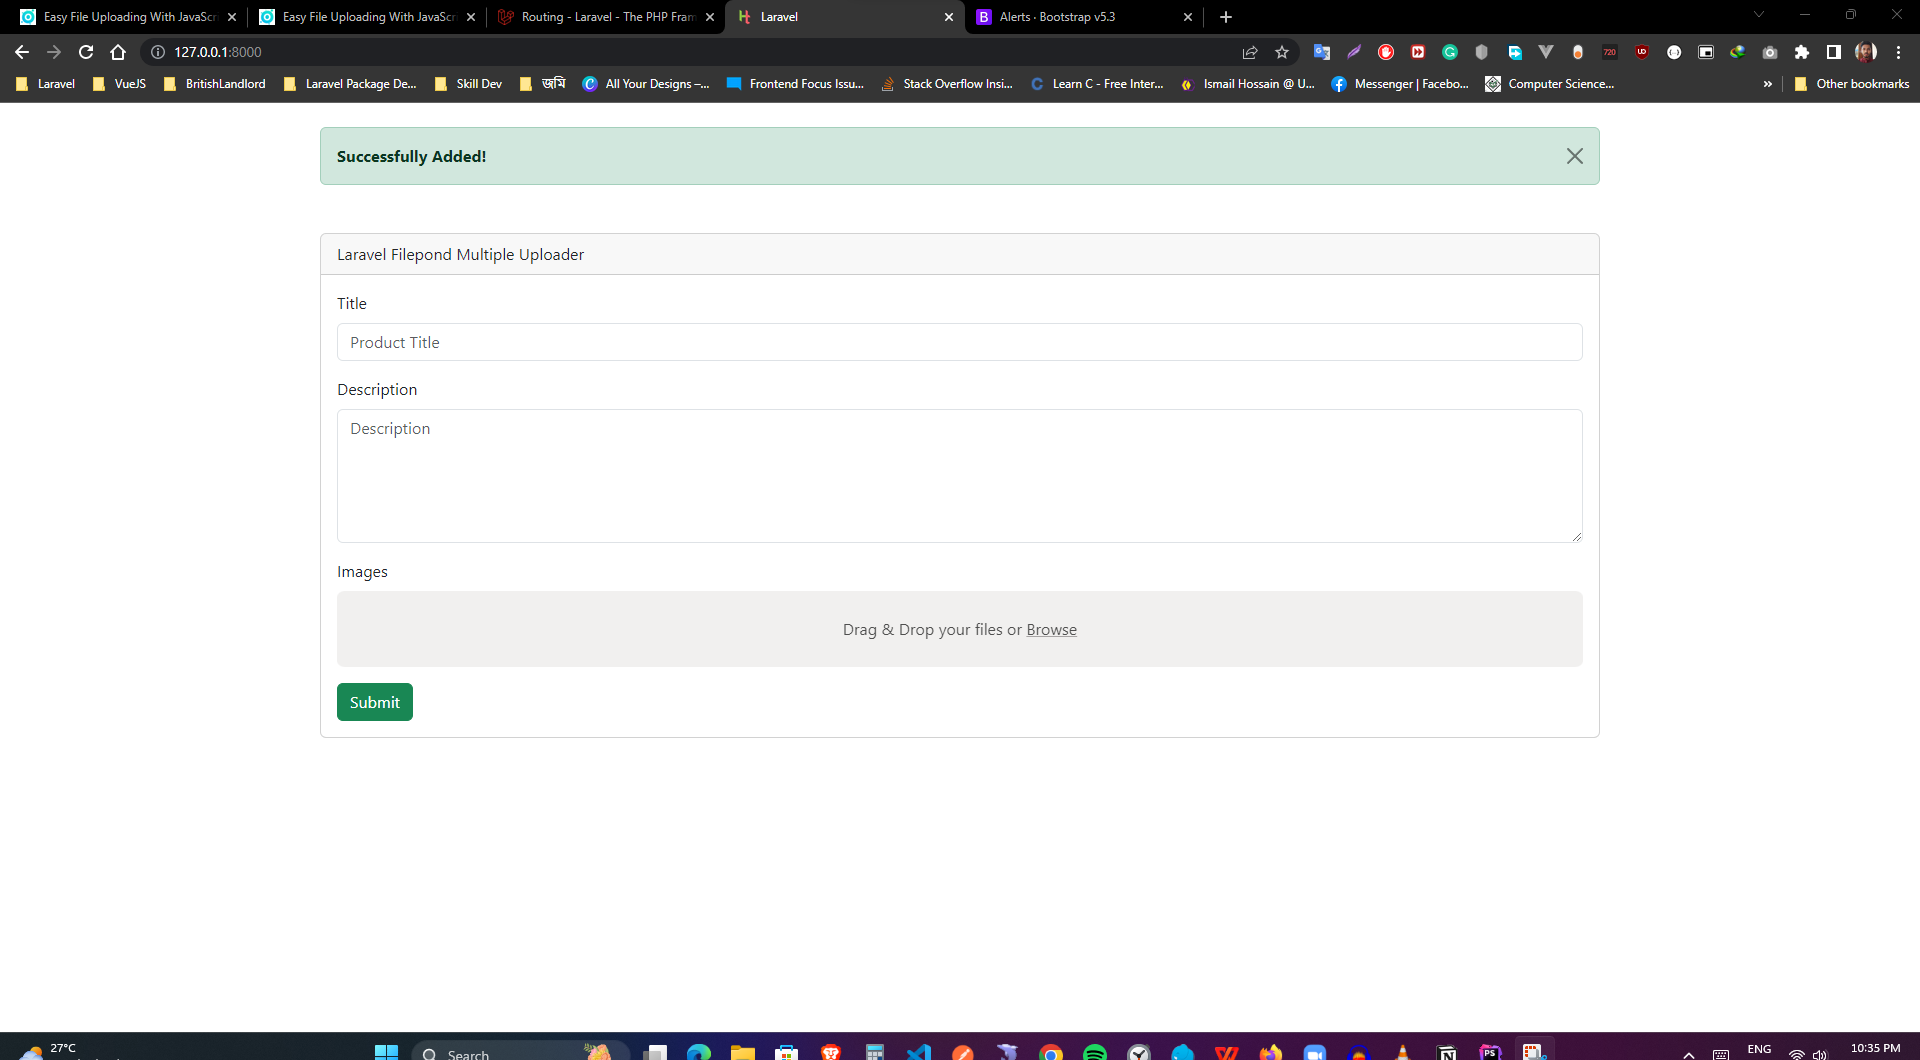 Easy File Uploading With JavaScr
Easy File Uploading With JavaScr
Routing - Laravel - The PHP Fram
Laravel
B Alerts · Bootstrap v5.3
127.0.0.1:8000
720
Laravel
VueJS
BritishLandlord
Laravel Package De...
Skill Dev
জমি
All Your Designs –...
Frontend Focus Issu...
Stack Overflow Insi...
Learn C - Free Inter...
Ismail Hossain @ U...
Messenger | Facebo...
Computer Science...
»
Other bookmarks
Successfully Added!
Laravel Filepond Multiple Uploader
Title
Product Title
Description
Description
Images
Drag & Drop your files or Browse
Submit
27°C
Search
ENG
10:35 PM